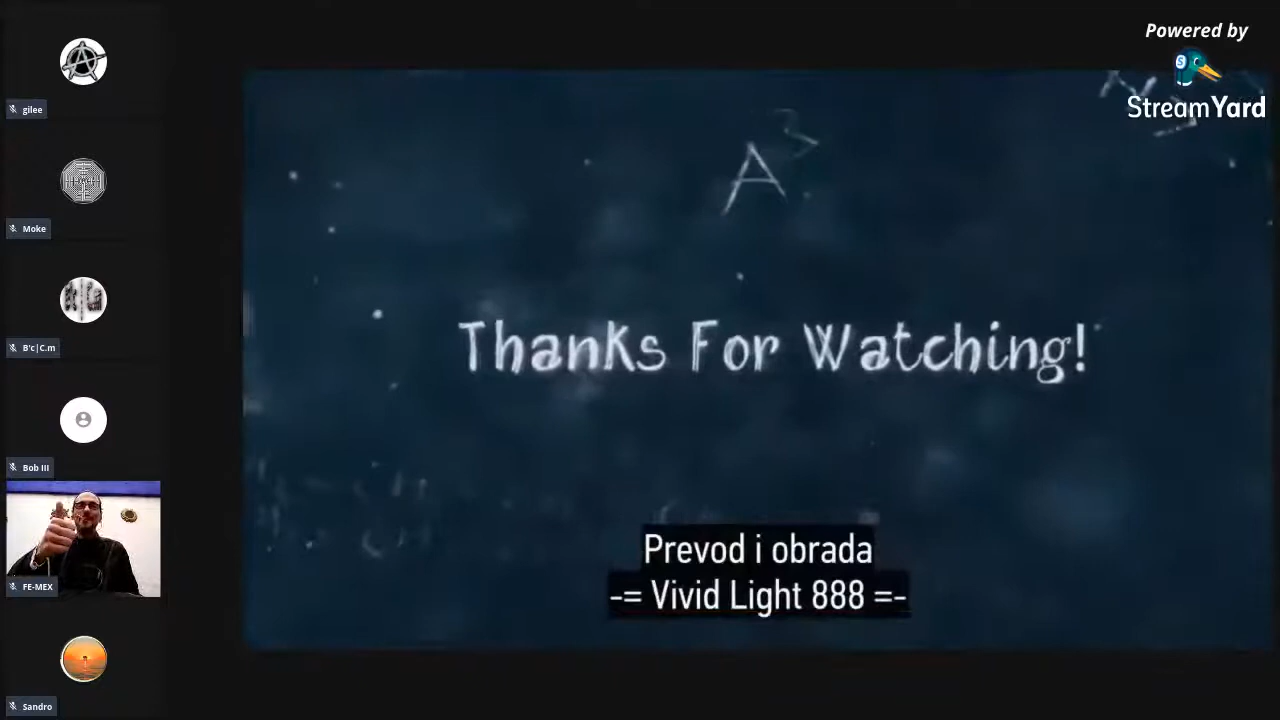 Powered by
StreamYard
gilee
Moke
B'c|C.m
Bob III
FE-MEX
Sandro
A
Thanks For Watching!
Prevod i obrada
-= Vivid Light 888 =-